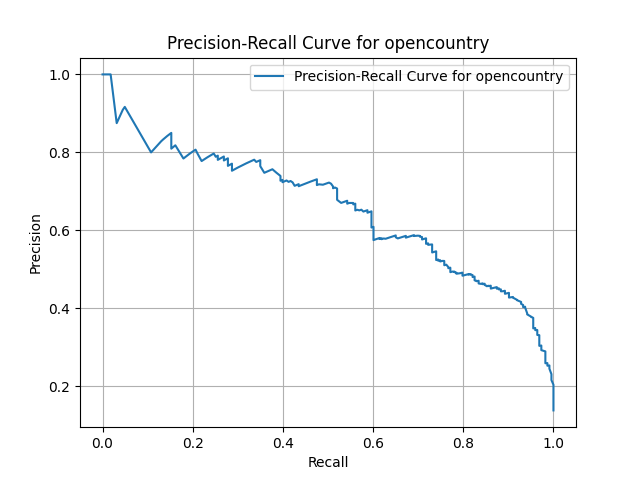 Precision-Recall Curve for opencountry
Precision-Recall Curve for opencountry
1.0
0.8
0.6
0.4
0.2
Precision
0.0 0.2 0.4 0.6 0.8 1.0
Recall